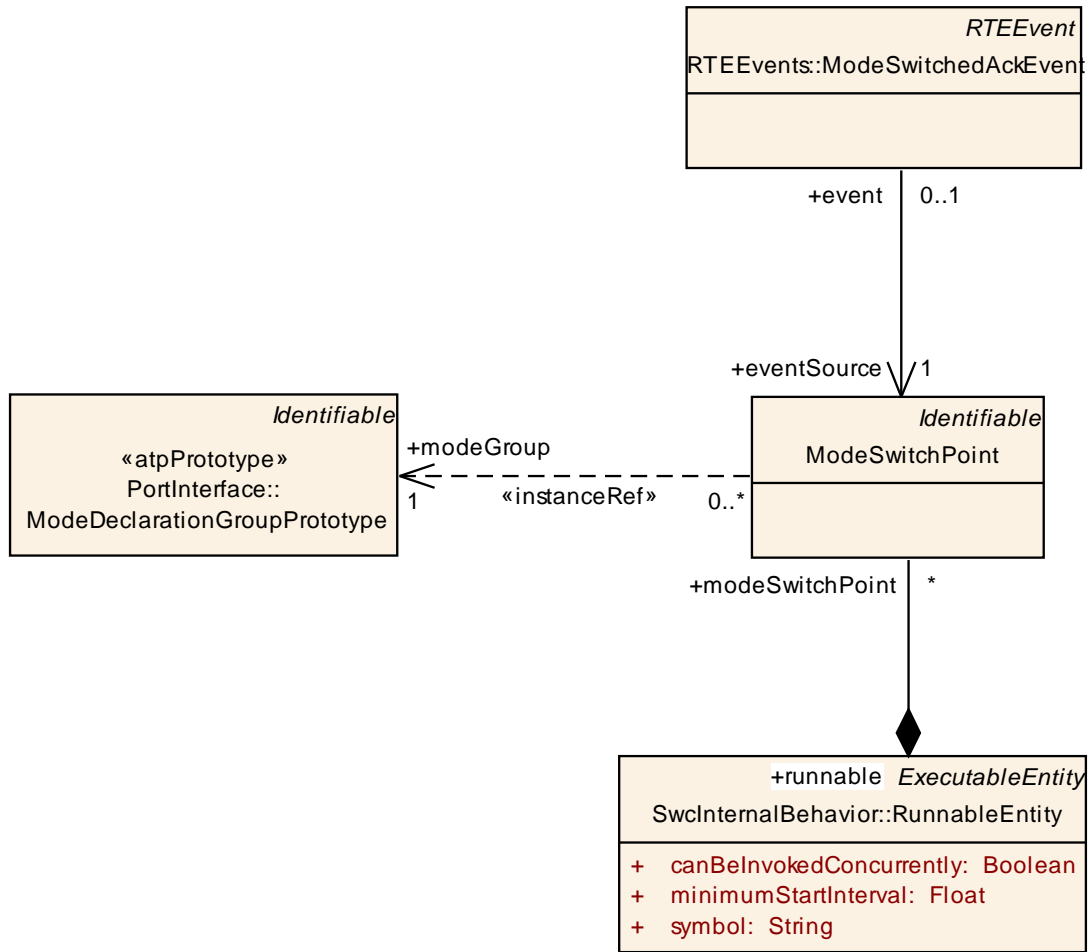 RTEEvent
RTEEvents::ModeSwitchedAckEvent
+event 0..1
+eventSource 1
Identifiable
ModeSwitchPoint
Identifiable
«atpPrototype»
PortInterface::
ModeDeclarationGroupPrototype
+modeGroup
1 «instanceRef» 0..*
+modeSwitchPoint *
+runnable ExecutableEntity
SwcInternalBehavior::RunnableEntity
+ canBeInvokedConcurrently: Boolean
+ minimumStartInterval: Float
+ symbol: String